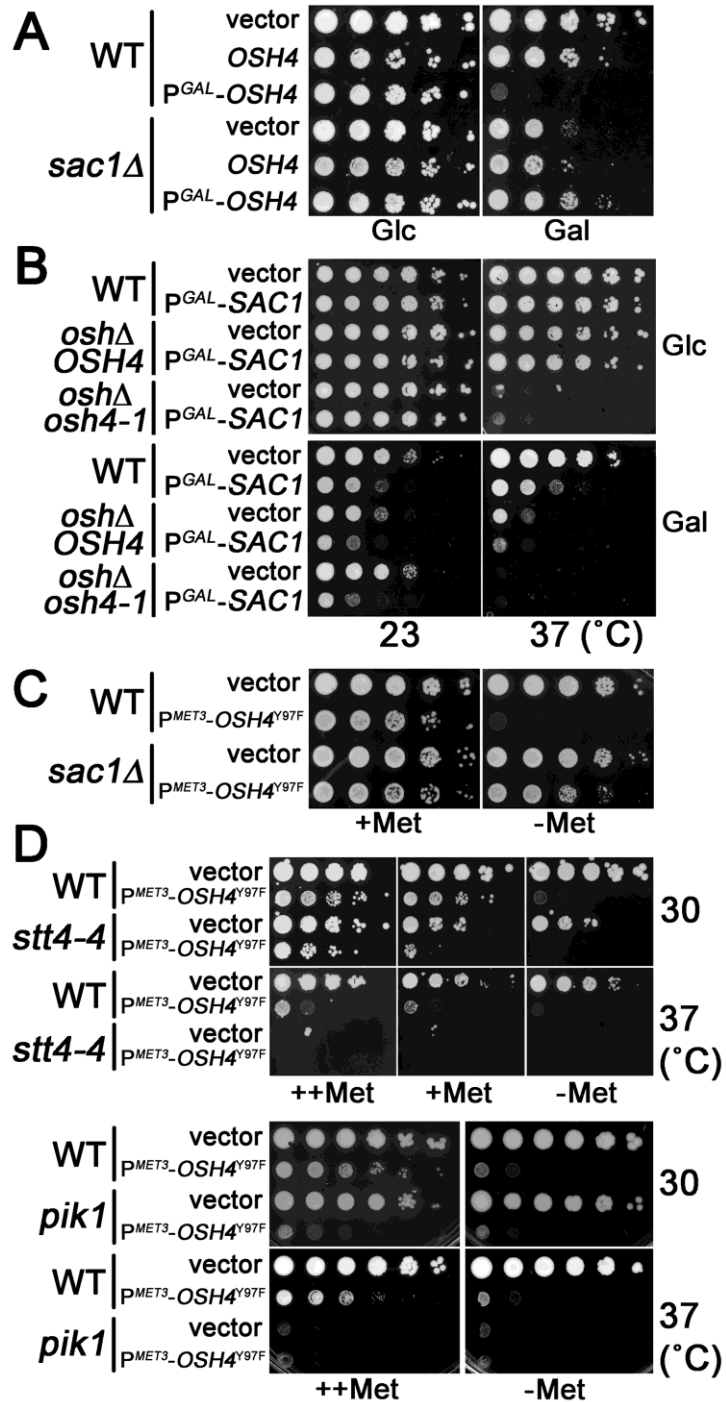 A
WT
vector
OSH4
P^GAL-OSH4
sac1Δ
vector
OSH4
P^GAL-OSH4
Glc
Gal
B
WT
vector
P^GAL-SAC1
oshΔ
OSH4
vector
P^GAL-SAC1
oshΔ
osh4-1
vector
P^GAL-SAC1
Glc
WT
vector
P^GAL-SAC1
oshΔ
OSH4
vector
P^GAL-SAC1
oshΔ
osh4-1
vector
P^GAL-SAC1
Gal
23
37 (˚C)
C
WT
vector
P^MET3-OSH4^Y97F
sac1Δ
vector
P^MET3-OSH4^Y97F
+Met
-Met
D
WT
vector
P^MET3-OSH4^Y97F
stt4-4
vector
P^MET3-OSH4^Y97F
30
WT
vector
P^MET3-OSH4^Y97F
stt4-4
vector
P^MET3-OSH4^Y97F
37
(˚C)
++Met
+Met
-Met
WT
vector
P^MET3-OSH4^Y97F
pik1
vector
P^MET3-OSH4^Y97F
30
WT
vector
P^MET3-OSH4^Y97F
pik1
vector
P^MET3-OSH4^Y97F
37
(˚C)
++Met
-Met